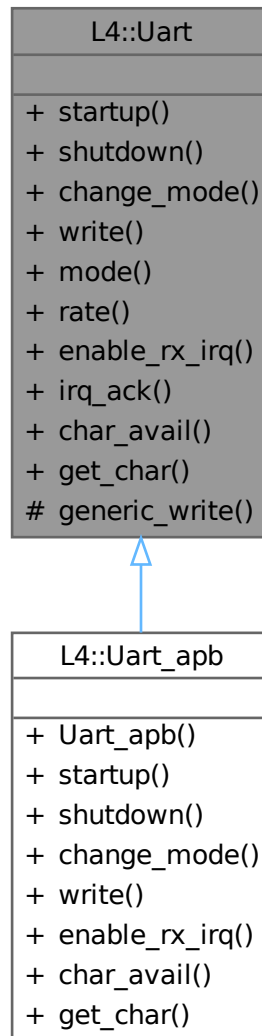 L4::Uart
+ startup()
+ shutdown()
+ change_mode()
+ write()
+ mode()
+ rate()
+ enable_rx_irq()
+ irq_ack()
+ char_avail()
+ get_char()
# generic_write()
L4::Uart_apb
+ Uart_apb()
+ startup()
+ shutdown()
+ change_mode()
+ write()
+ enable_rx_irq()
+ char_avail()
+ get_char()